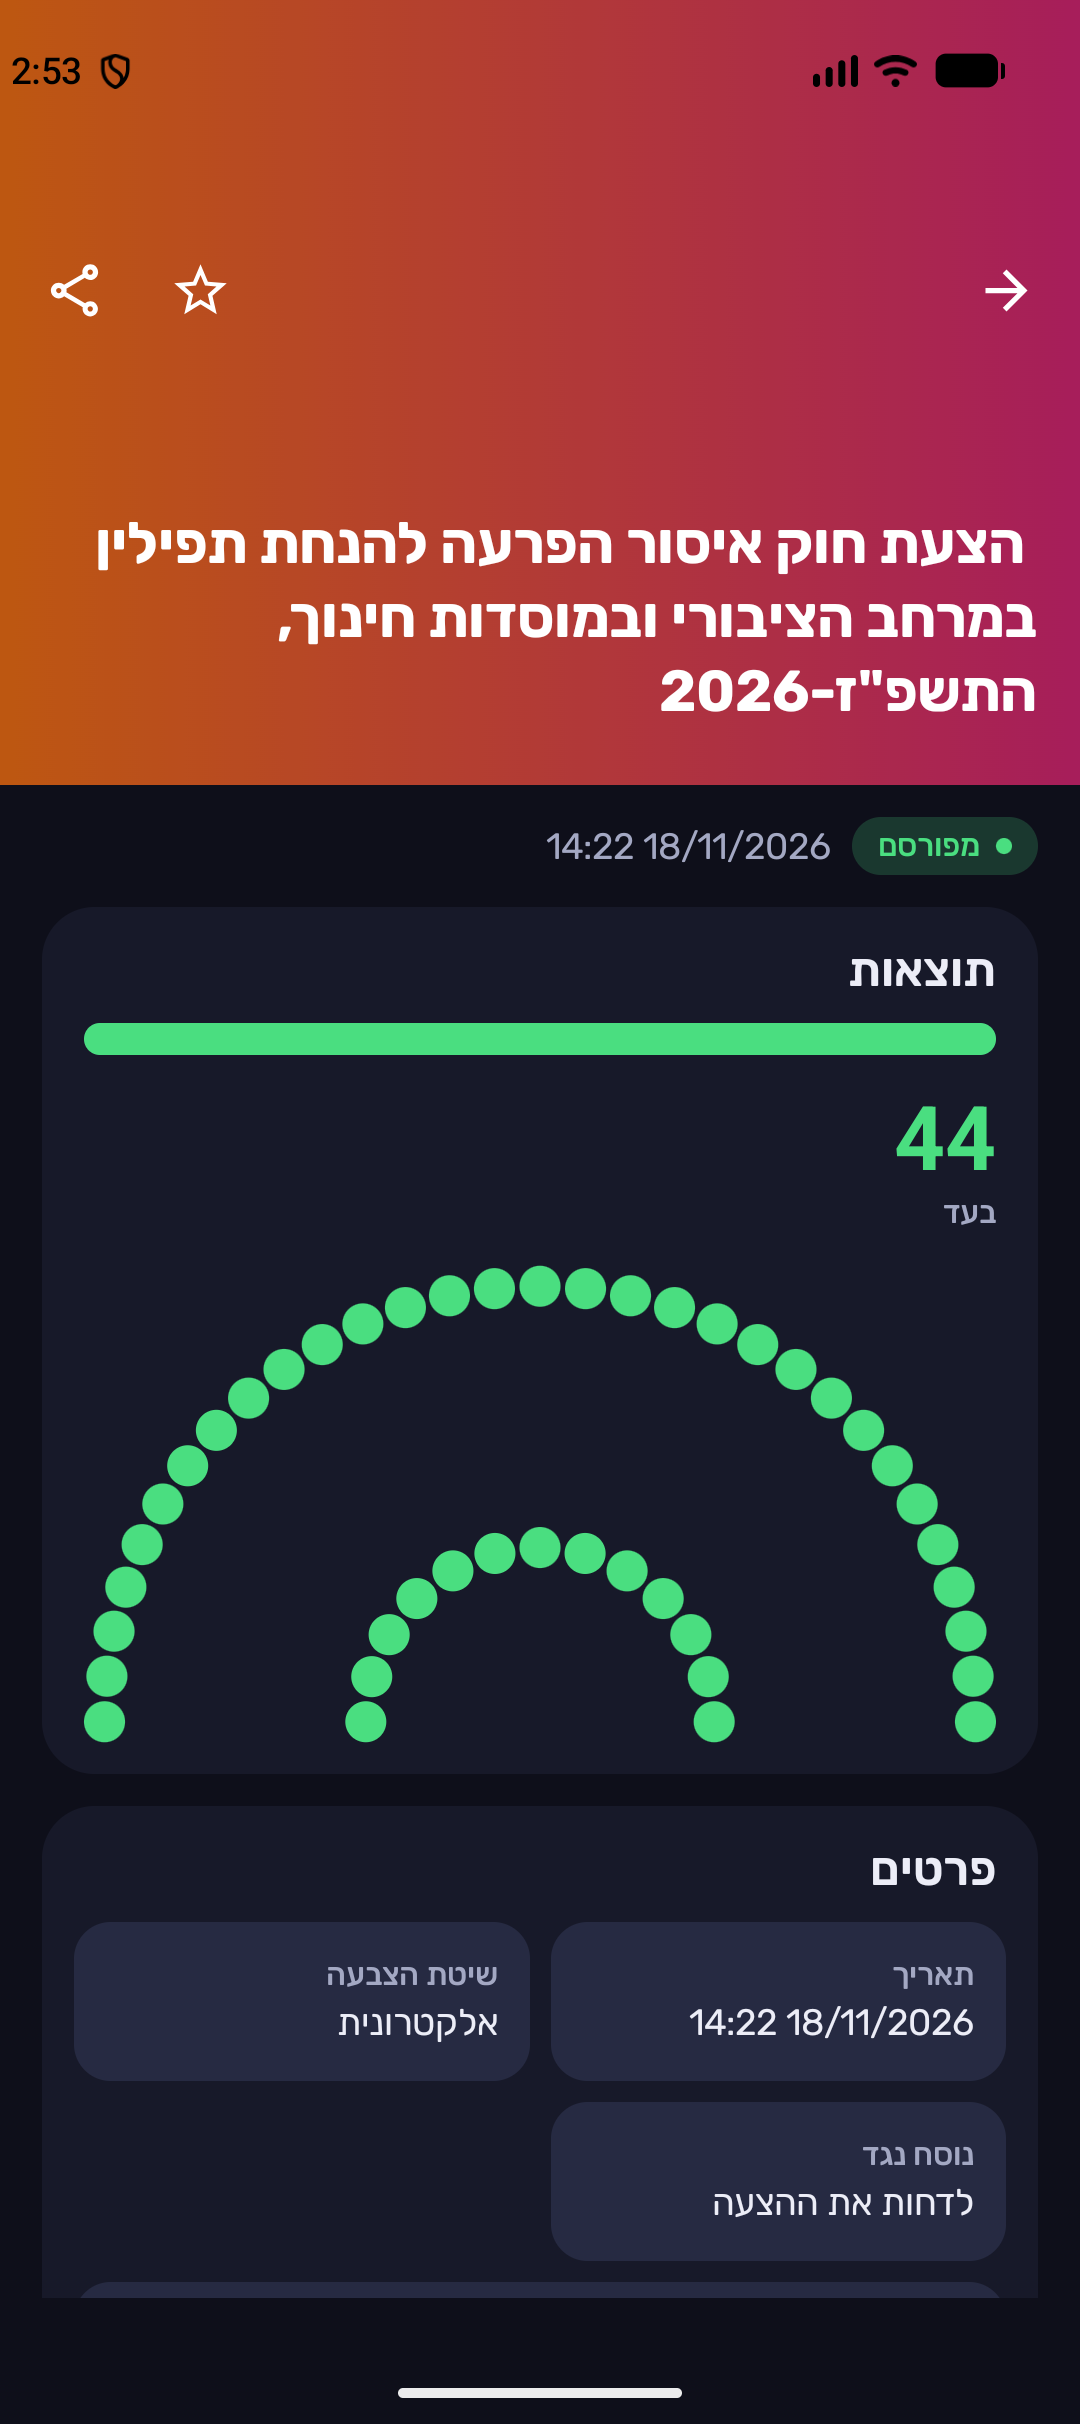 2:53
הצעת חוק איסור הפרעה להנחת תפילין
במרחב הציבורי ובמוסדות חינוך,
התשפ"ז-2026
מפורסם
18/11/2026 14:22
תוצאות
44
בעד
פרטים
תאריך
18/11/2026 14:22
שיטת הצבעה
אלקטרונית
נוסח נגד
לדחות את ההצעה